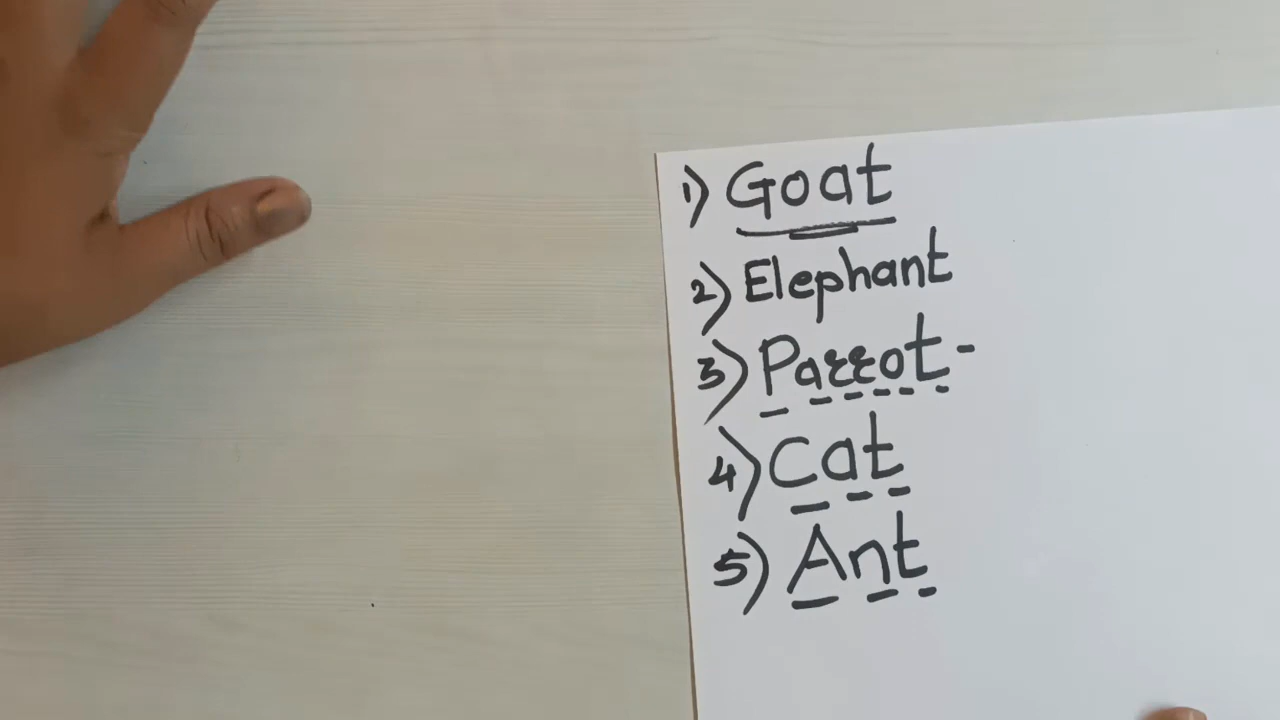 1) Goat
2) Elephant
3) Parrot -
4) Cat
5) Ant